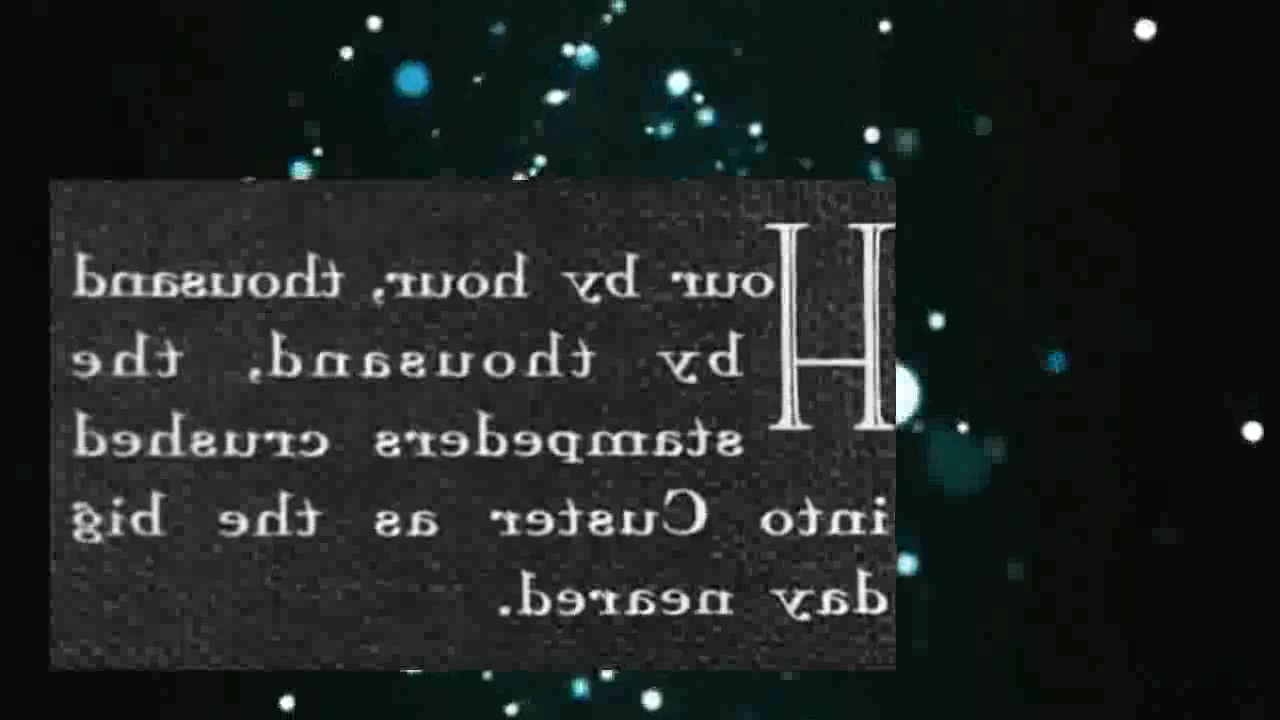 Hour by hour, thousand
by thousand, the
stampeders crushed
into Custer as the big
day neared.